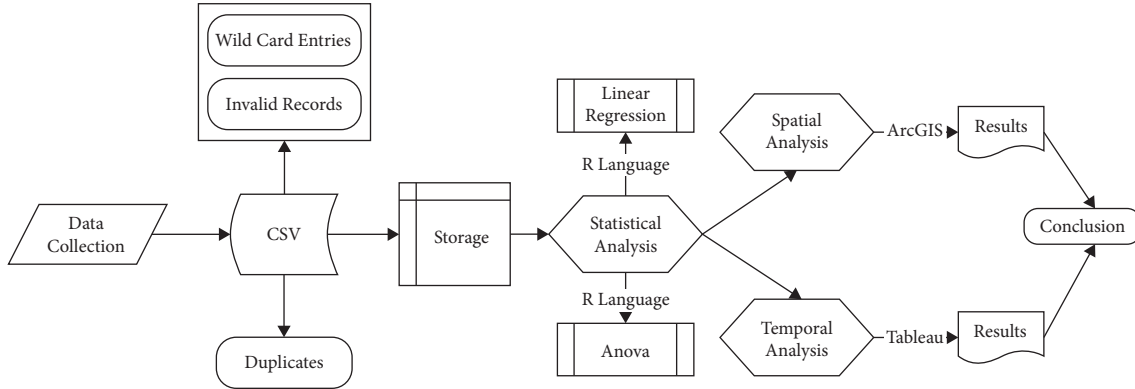 Wild Card Entries
Invalid Records
Data
Collection
CSV
Duplicates
Storage
Linear
Regression
R Language
Statistical
Analysis
R Language
Anova
Spatial
Analysis
ArcGIS
Results
Temporal
Analysis
Tableau
Results
Conclusion